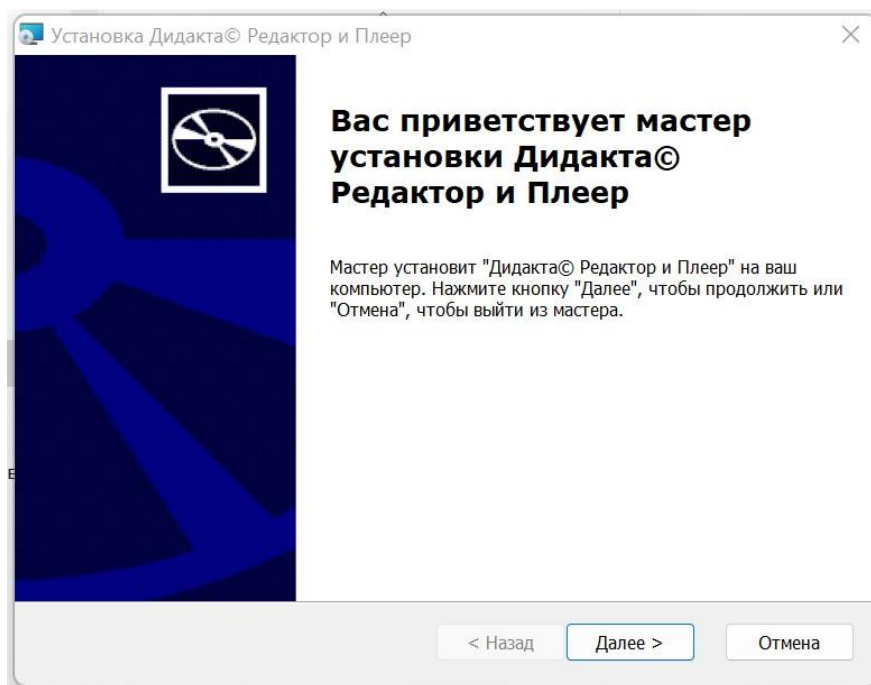 Установка Дидакта© Редактор и Плеер
Вас приветствует мастер
установки Дидакта©
Редактор и Плеер
Мастер установит "Дидакта© Редактор и Плеер" на ваш
компьютер. Нажмите кнопку "Далее", чтобы продолжить или
"Отмена", чтобы выйти из мастера.
< Назад
Далее >
Отмена